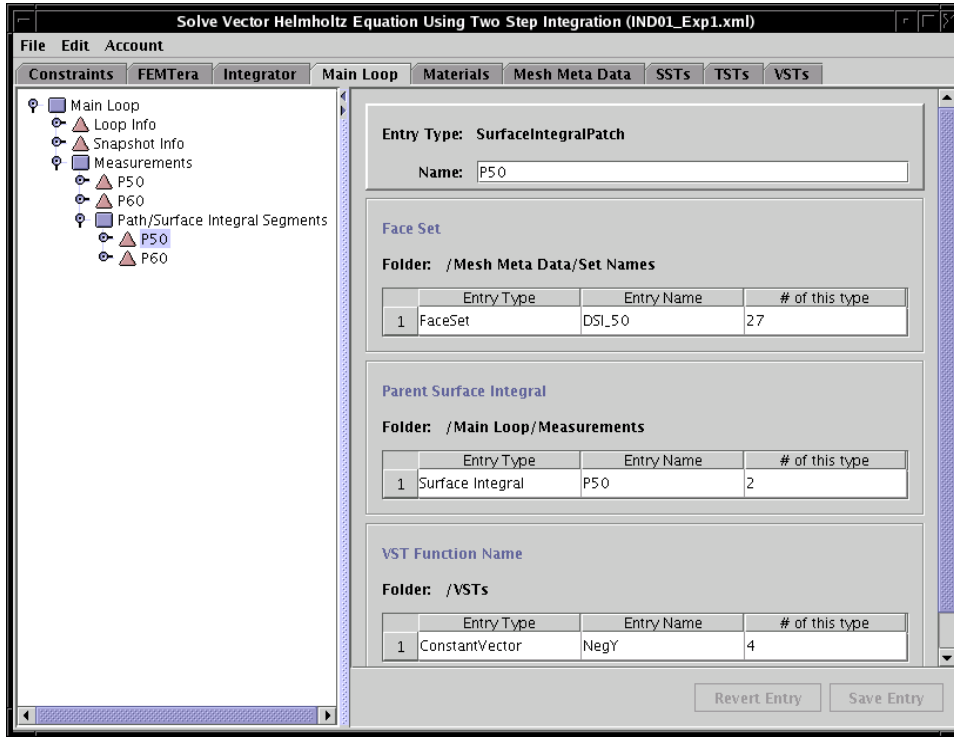 Solve Vector Helmholtz Equation Using Two Step Integration (IND01_Exp1.xml)
File Edit Account
Constraints FEMTera Integrator Main Loop Materials Mesh Meta Data SSTs TSTs VSTs
Main Loop
Loop Info
Snapshot Info
Measurements
P50
P60
Path/Surface Integral Segments
P50
P60
Entry Type: SurfaceIntegralPatch
Name: P50
Face Set
Folder: /Mesh Meta Data/Set Names
Entry Type Entry Name # of this type
1 FaceSet DSI_50 27
Parent Surface Integral
Folder: /Main Loop/Measurements
Entry Type Entry Name # of this type
1 Surface Integral P50 2
VST Function Name
Folder: /VSTs
Entry Type Entry Name # of this type
1 ConstantVector NegY 4
Revert Entry Save Entry